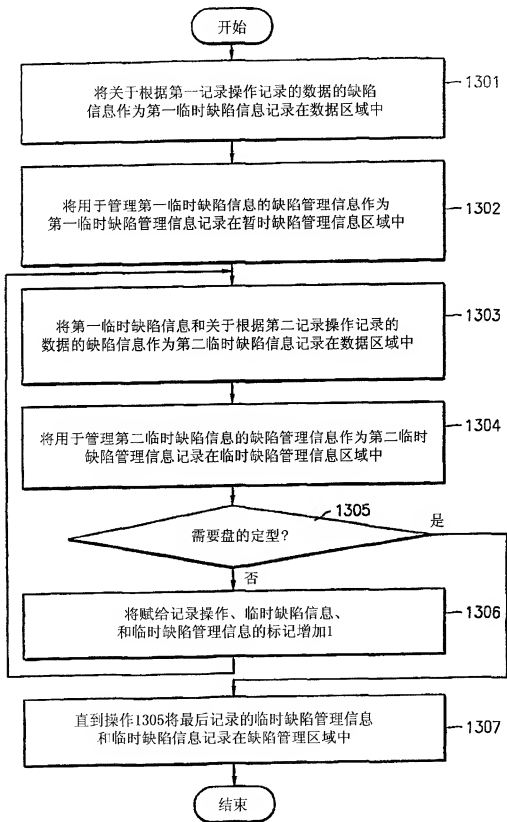 开始
将关于根据第一记录操作记录的数据的缺陷
信息作为第一临时缺陷信息记录在数据区域中
1301
将用于管理第一临时缺陷信息的缺陷管理信息作为
第一临时缺陷管理信息记录在暂时缺陷管理信息区域中
1302
将第一临时缺陷信息和关于根据第二记录操作记录的
数据的缺陷信息作为第二临时缺陷信息记录在数据区域中
1303
将用于管理第二临时缺陷信息的缺陷管理信息作为第二临时
缺陷管理信息记录在临时缺陷管理信息区域中
1304
1305
需要盘的定型?
是
否
将赋给记录操作、临时缺陷信息、
和临时缺陷管理信息的标记增加1
1306
直到操作1305将最后记录的临时缺陷管理信息
和临时缺陷信息记录在缺陷管理区域中
1307
结束